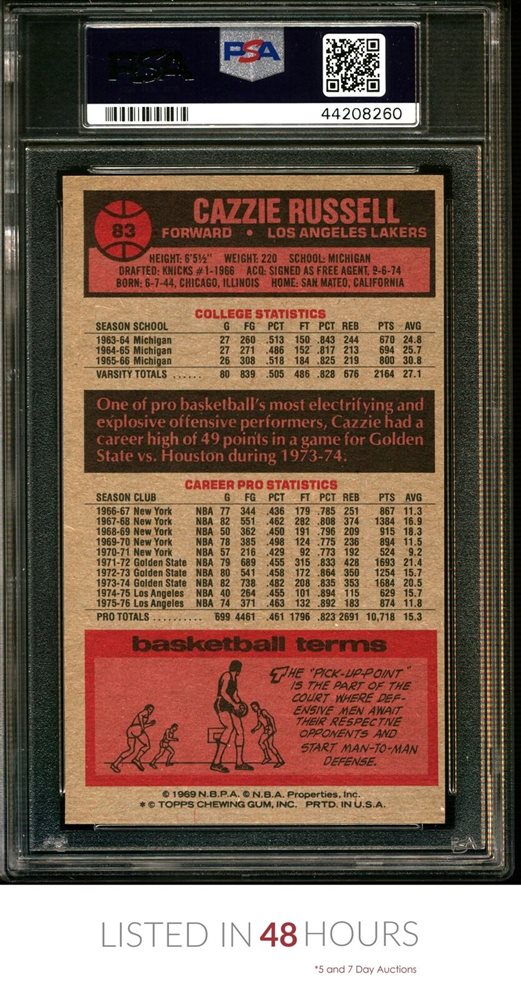 PSA
PSA
44208260
83
CAZZIE RUSSELL
FORWARD • LOS ANGELES LAKERS
HEIGHT: 6'5½" WEIGHT: 220 SCHOOL: MICHIGAN
DRAFTED: KNICKS #1-1966 ACQ: SIGNED AS FREE AGENT, 9-6-74
BORN: 6-7-44, CHICAGO, ILLINOIS HOME: SAN MATEO, CALIFORNIA
COLLEGE STATISTICS
SEASON SCHOOL G FG PCT FT PCT REB PTS AVG
1963-64 Michigan 27 260 .513 150 .843 244 670 24.8
1964-65 Michigan 27 271 .486 152 .817 213 694 25.7
1965-66 Michigan 26 308 .518 184 .825 219 800 30.8
VARSITY TOTALS ...... 80 839 .505 486 .828 676 2164 27.1
One of pro basketball's most electrifying and
explosive offensive performers, Cazzie had a
career high of 49 points in a game for Golden
State vs. Houston during 1973-74.
CAREER PRO STATISTICS
SEASON CLUB G FG PCT FT PCT REB PTS AVG
1966-67 New York NBA 77 344 .436 179 .785 251 867 11.3
1967-68 New York NBA 82 551 .462 282 .808 374 1384 16.9
1968-69 New York NBA 50 362 .450 191 .796 209 915 18.3
1969-70 New York NBA 78 385 .498 124 .775 236 894 11.5
1970-71 New York NBA 57 216 .429 92 .773 192 524 9.2
1971-72 Golden State NBA 79 689 .455 315 .833 428 1693 21.4
1972-73 Golden State NBA 80 541 .458 172 .864 350 1254 15.7
1973-74 Golden State NBA 82 738 .482 208 .835 353 1684 20.5
1974-75 Los Angeles NBA 40 264 .455 101 .894 115 629 15.7
1975-76 Los Angeles NBA 74 371 .463 132 .892 183 874 11.8
PRO TOTALS .......... 699 4461 .461 1796 .823 2691 10,718 15.3
basketball terms
THE "PICK-UP-POINT"
IS THE PART OF THE
COURT WHERE DEF-
ENSIVE MEN AWAIT
THEIR RESPECTIVE
OPPONENTS AND
START MAN-TO-MAN
DEFENSE.
© 1969 N.B.P.A. © N.B.A. Properties, Inc.
* © TOPPS CHEWING GUM, INC. PRTD. IN U.S.A.
PSA
LISTED IN 48 HOURS
*5 and 7 Day Auctions